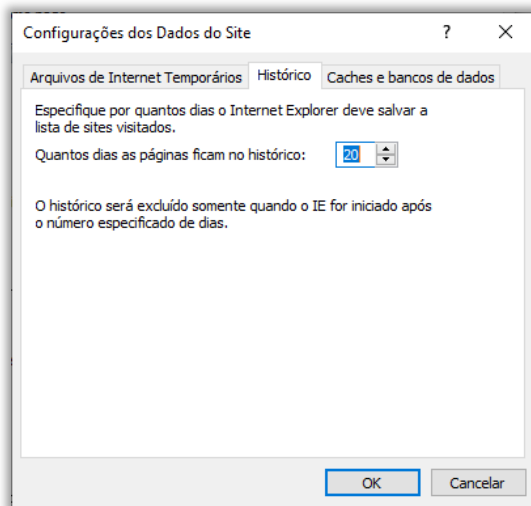 Configurações dos Dados do Site ?
Arquivos de Internet Temporários Histórico Caches e bancos de dados
Especifique por quantos dias o Internet Explorer deve salvar a
lista de sites visitados.
Quantos dias as páginas ficam no histórico: 20
O histórico será excluído somente quando o IE for iniciado após
o número especificado de dias.
OK Cancelar